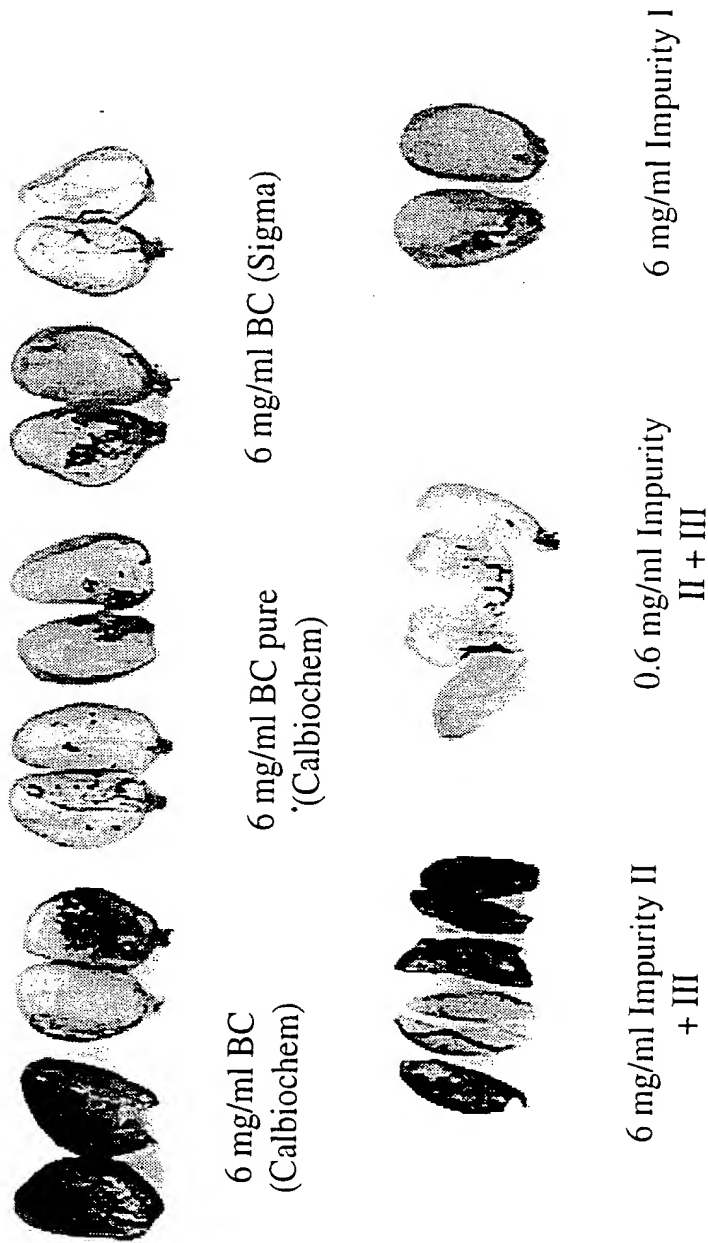 6 mg/ml BC
(Calbiochem)
6 mg/ml BC pure
(Calbiochem)
6 mg/ml BC (Sigma)
6 mg/ml Impurity II
+ III
0.6 mg/ml Impurity
II + III
6 mg/ml Impurity I